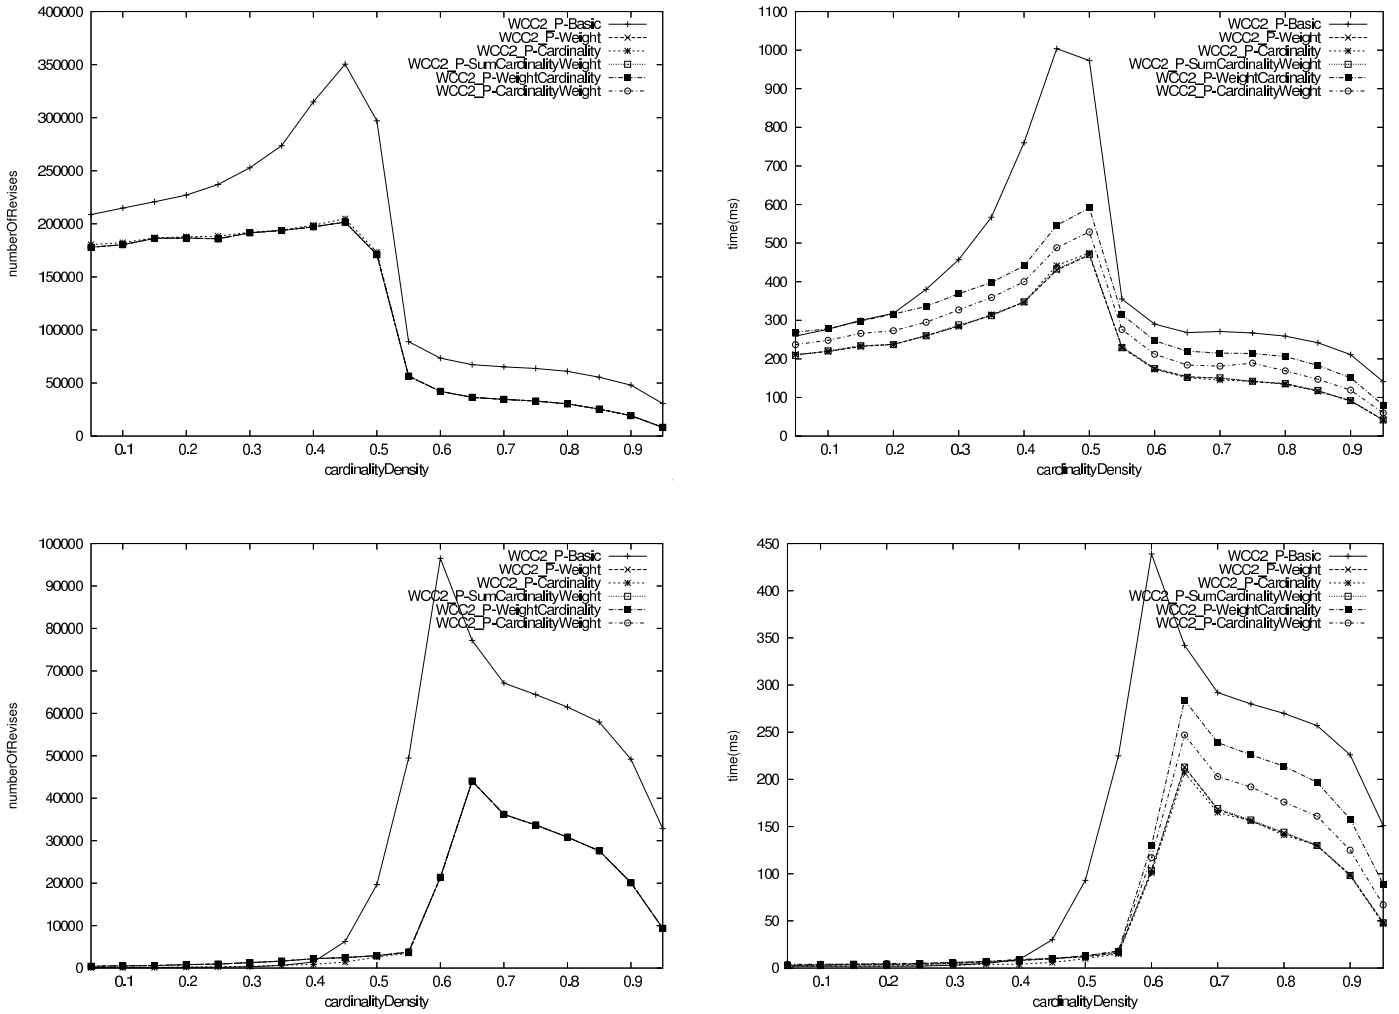 400000
350000
300000
250000
200000
150000
100000
50000
0
numberOfRevises
WCC2_P-Basic
WCC2_P-Weight
WCC2_P-Cardinality
WCC2_P-SumCardinalityWeight
WCC2_P-WeightCardinality
WCC2_P-CardinalityWeight
0.1 0.2 0.3 0.4 0.5 0.6 0.7 0.8 0.9
cardinalityDensity
1100
1000
900
800
700
600
500
400
300
200
100
0
time(ms)
WCC2_P-Basic
WCC2_P-Weight
WCC2_P-Cardinality
WCC2_P-SumCardinalityWeight
WCC2_P-WeightCardinality
WCC2_P-CardinalityWeight
0.1 0.2 0.3 0.4 0.5 0.6 0.7 0.8 0.9
cardinalityDensity
100000
90000
80000
70000
60000
50000
40000
30000
20000
10000
0
numberOfRevises
WCC2_P-Basic
WCC2_P-Weight
WCC2_P-Cardinality
WCC2_P-SumCardinalityWeight
WCC2_P-WeightCardinality
WCC2_P-CardinalityWeight
0.1 0.2 0.3 0.4 0.5 0.6 0.7 0.8 0.9
cardinalityDensity
450
400
350
300
250
200
150
100
50
0
time(ms)
WCC2_P-Basic
WCC2_P-Weight
WCC2_P-Cardinality
WCC2_P-SumCardinalityWeight
WCC2_P-WeightCardinality
WCC2_P-CardinalityWeight
0.1 0.2 0.3 0.4 0.5 0.6 0.7 0.8 0.9
cardinalityDensity